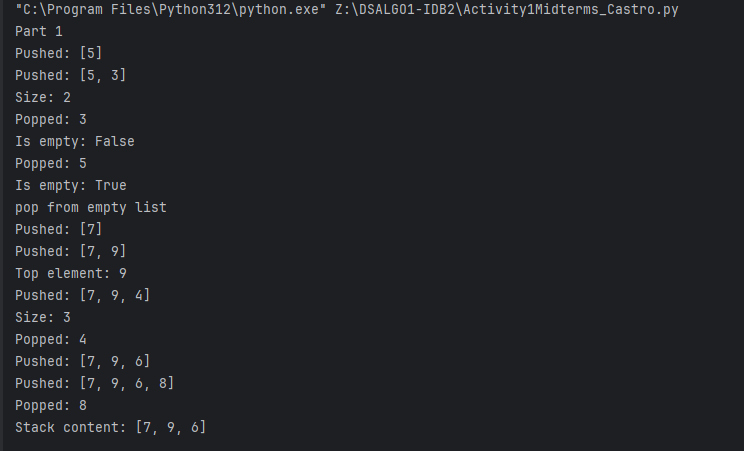 "C:\Program Files\Python312\python.exe" Z:\DSALGO1-IDB2\Activity1Midterms_Castro.py
Part 1
Pushed: [5]
Pushed: [5, 3]
Size: 2
Popped: 3
Is empty: False
Popped: 5
Is empty: True
pop from empty list
Pushed: [7]
Pushed: [7, 9]
Top element: 9
Pushed: [7, 9, 4]
Size: 3
Popped: 4
Pushed: [7, 9, 6]
Pushed: [7, 9, 6, 8]
Popped: 8
Stack content: [7, 9, 6]